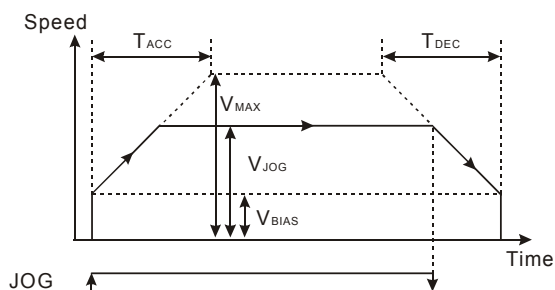 Speed
TACC
TDEC
VMAX
VJOG
VBIAS
Time
JOG